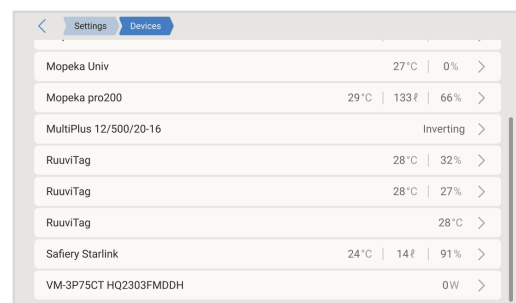 Settings Devices
Mopeka Univ 27°C 0%
Mopeka pro200 29°C 133ℓ 66%
MultiPlus 12/500/20-16 Inverting
RuuviTag 28°C 32%
RuuviTag 28°C 27%
RuuviTag 28°C
Safiery Starlink 24°C 14ℓ 91%
VM-3P75CT HQ2303FMDDH 0W